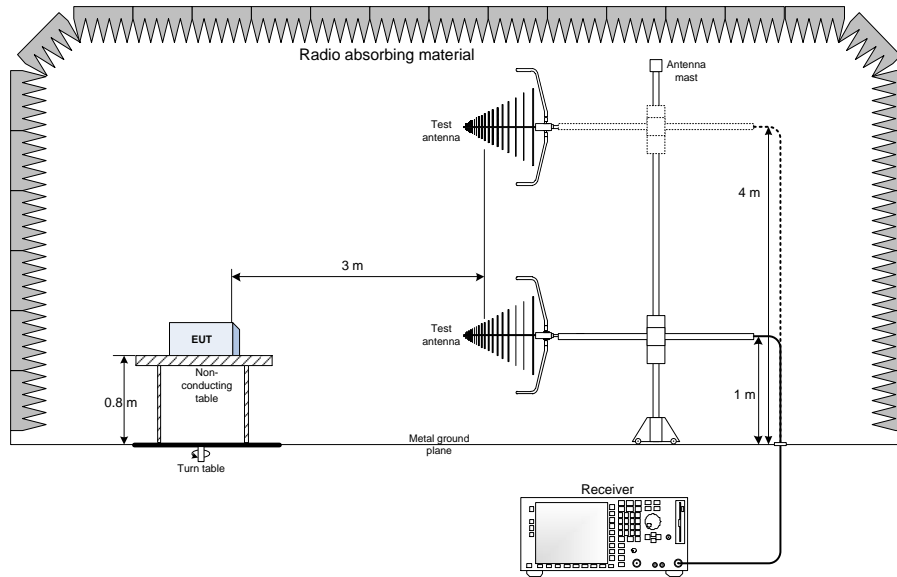 Radio absorbing material
Antenna
mast
Test
antenna
4 m
3 m
EUT
Test
antenna
Non-
conducting
table
0.8 m
1 m
Metal ground
plane
Turn table
Receiver